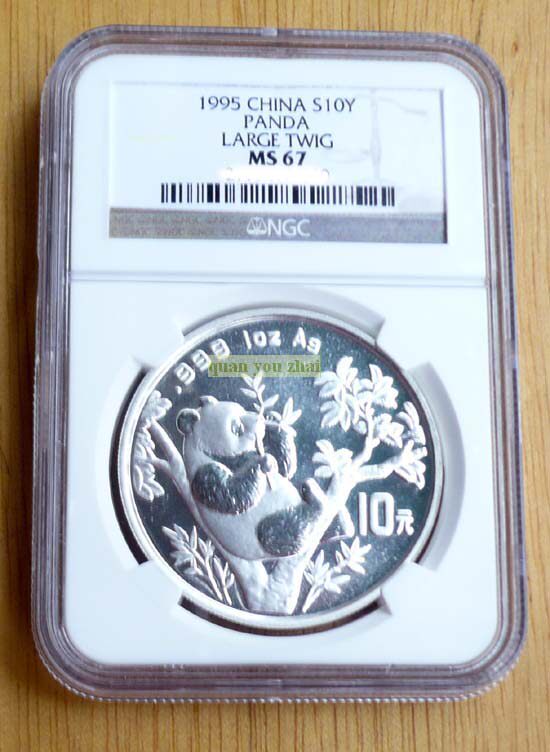 1995 CHINA S10Y
PANDA
LARGE TWIG
MS 67
NGC
.999 1oz Ag
quan you zhai
10元